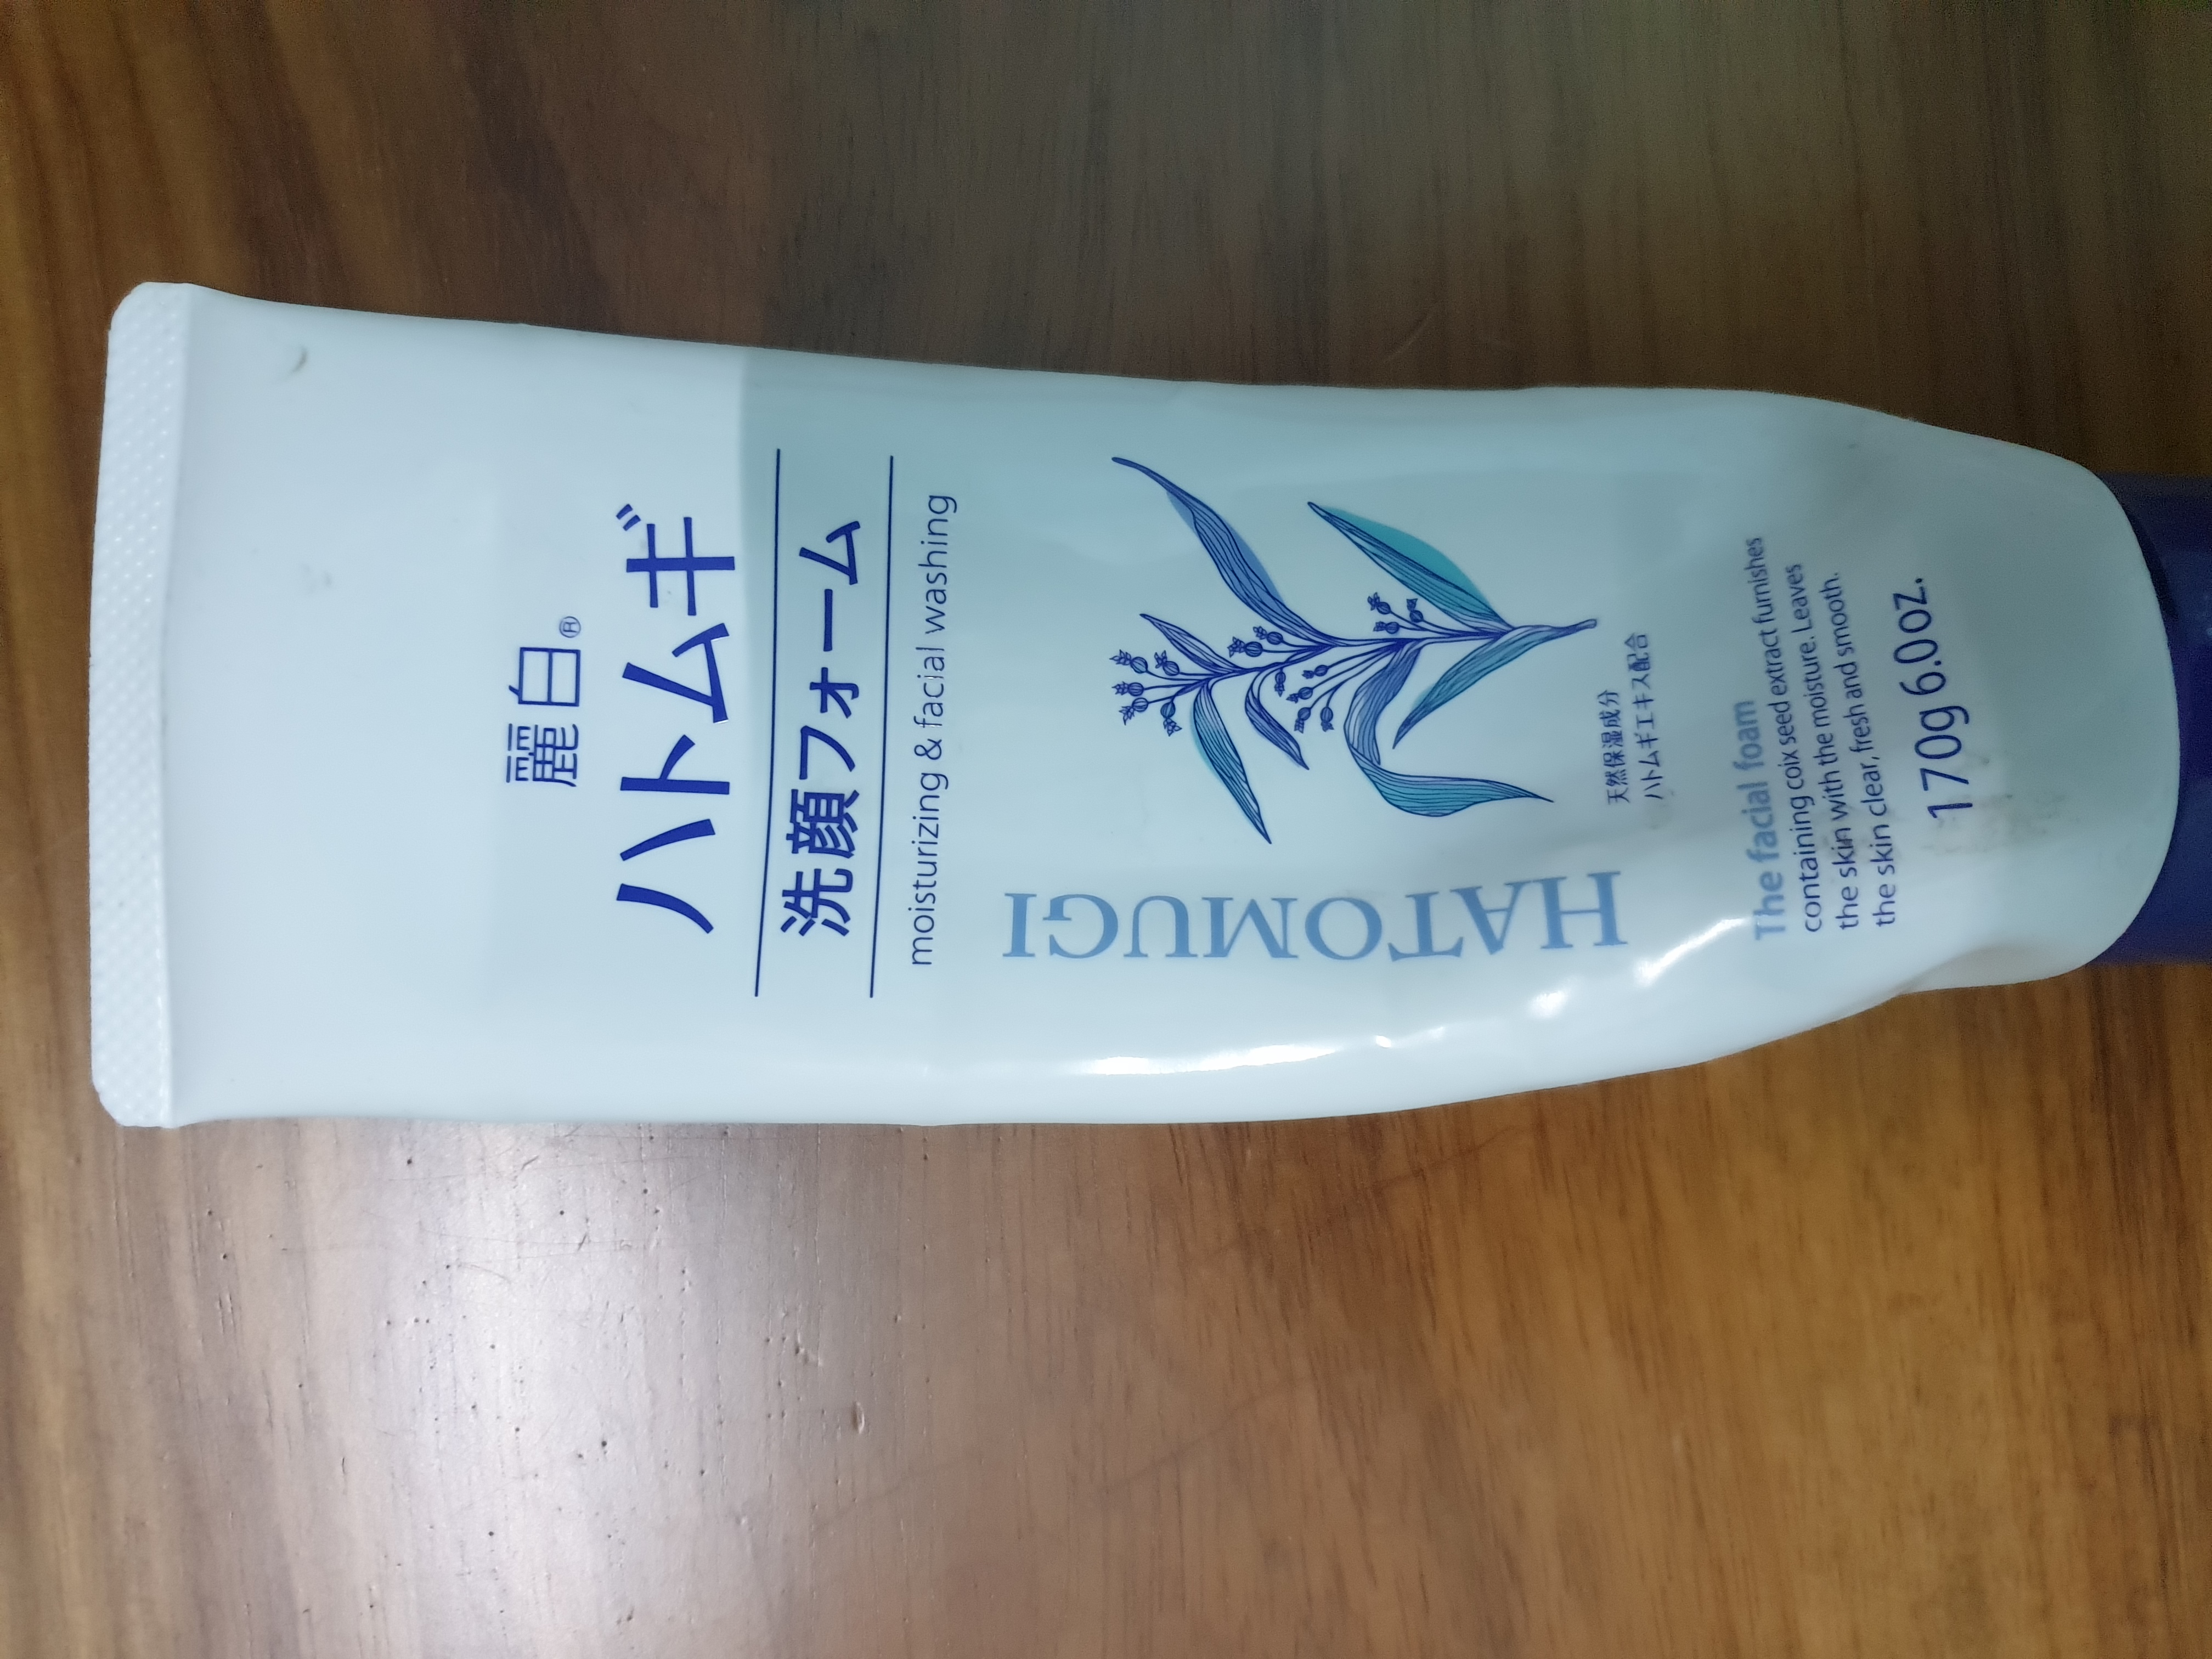 麗白®
ハトムギ
洗顔フォーム
moisturizing & facial washing
HATOMUGI
天然保湿成分
ハトムギエキス配合
The facial foam
containing coix seed extract furnishes
the skin with the moisture. Leaves
the skin clear, fresh and smooth.
170g 6.0oz.